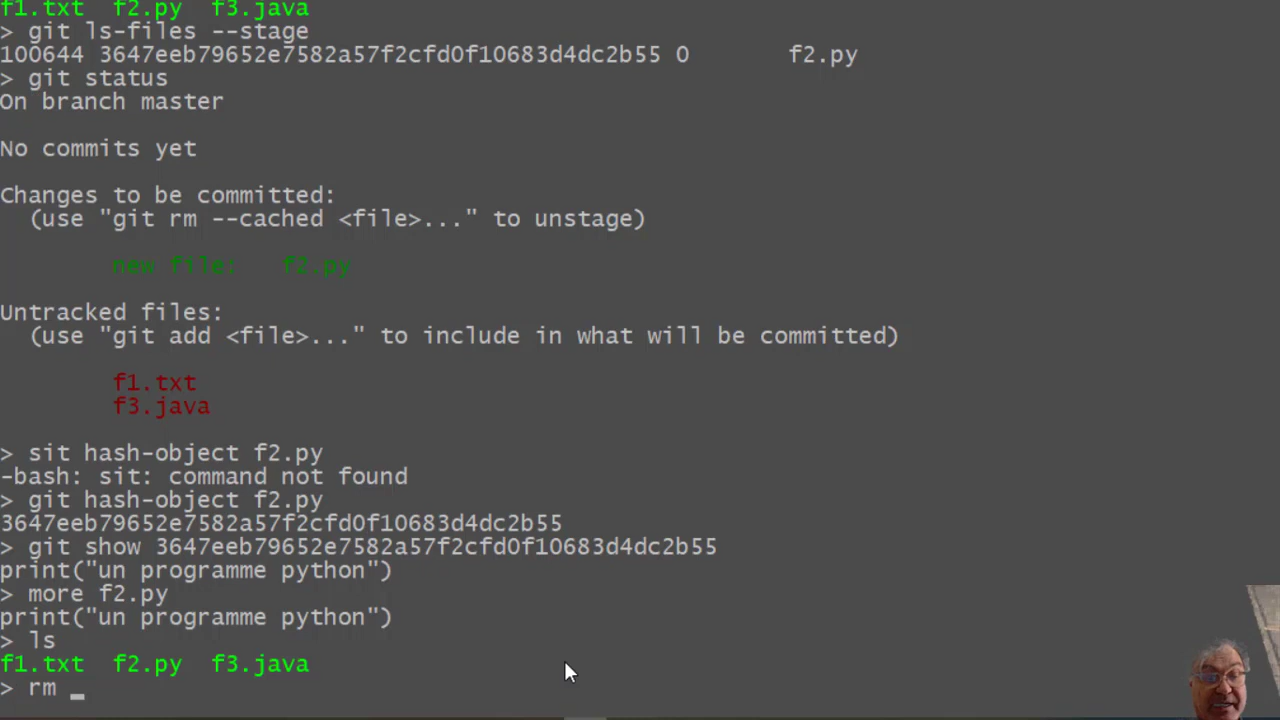 f1.txt  f2.py  f3.java
> git ls-files --stage
100644 3647eeb79652e7582a57f2cfd0f10683d4dc2b55 0       f2.py
> git status
On branch master
No commits yet
Changes to be committed:
  (use "git rm --cached <file>..." to unstage)
        new file:   f2.py
Untracked files:
  (use "git add <file>..." to include in what will be committed)
        f1.txt
        f3.java
> sit hash-object f2.py
-bash: sit: command not found
> git hash-object f2.py
3647eeb79652e7582a57f2cfd0f10683d4dc2b55
> git show 3647eeb79652e7582a57f2cfd0f10683d4dc2b55
print("un programme python")
> more f2.py
print("un programme python")
> ls
f1.txt  f2.py  f3.java
> rm _